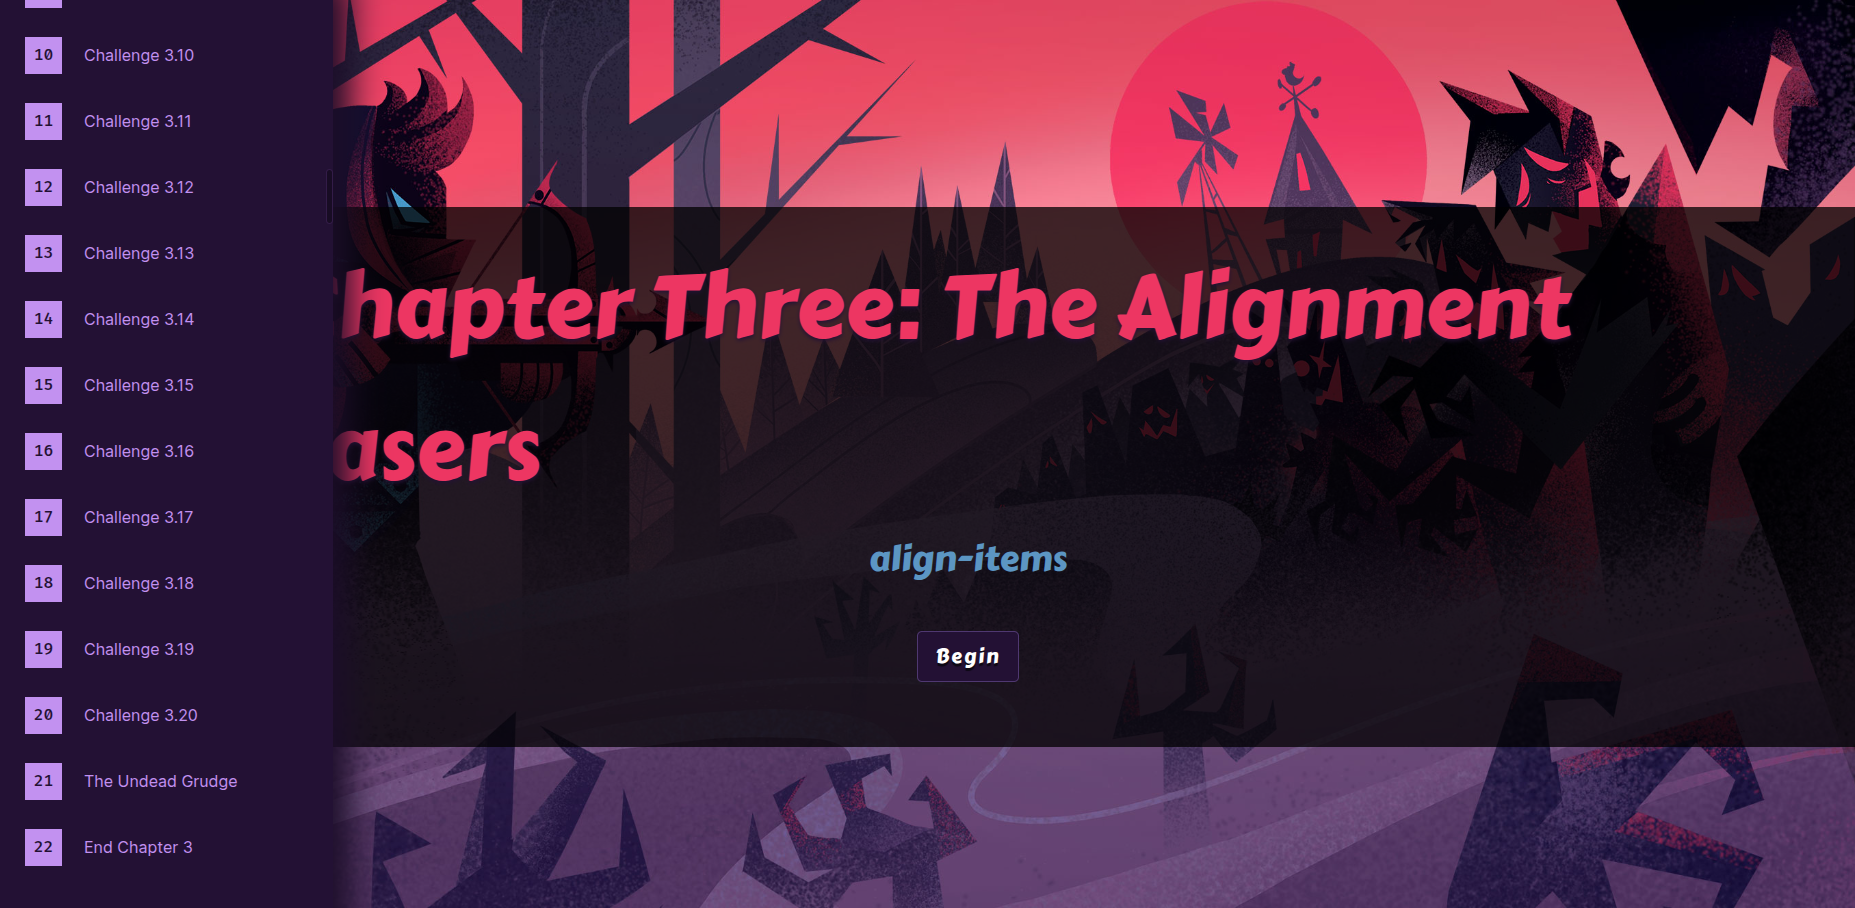 10 Challenge 3.10
11 Challenge 3.11
12 Challenge 3.12
13 Challenge 3.13
14 Challenge 3.14
15 Challenge 3.15
16 Challenge 3.16
17 Challenge 3.17
18 Challenge 3.18
19 Challenge 3.19
20 Challenge 3.20
21 The Undead Grudge
22 End Chapter 3
hapter Three: The Alignment
asers
align-items
Begin